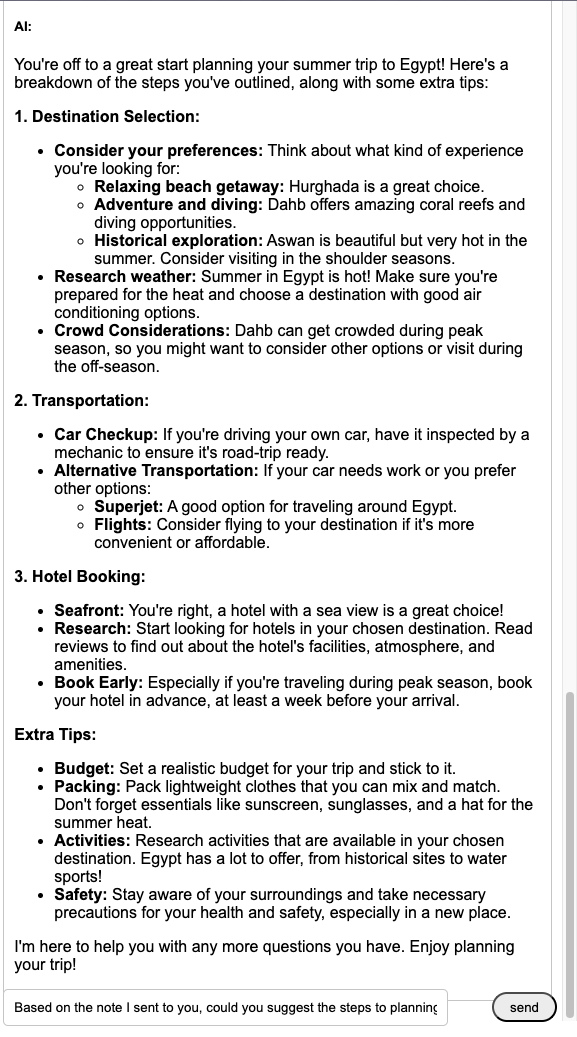 AI:
You're off to a great start planning your summer trip to Egypt! Here's a
breakdown of the steps you've outlined, along with some extra tips:
1. Destination Selection:
• Consider your preferences: Think about what kind of experience
you're looking for:
◦ Relaxing beach getaway: Hurghada is a great choice.
◦ Adventure and diving: Dahb offers amazing coral reefs and
diving opportunities.
◦ Historical exploration: Aswan is beautiful but very hot in the
summer. Consider visiting in the shoulder seasons.
• Research weather: Summer in Egypt is hot! Make sure you're
prepared for the heat and choose a destination with good air
conditioning options.
• Crowd Considerations: Dahb can get crowded during peak
season, so you might want to consider other options or visit during
the off-season.
2. Transportation:
• Car Checkup: If you're driving your own car, have it inspected by a
mechanic to ensure it's road-trip ready.
• Alternative Transportation: If your car needs work or you prefer
other options:
◦ Superjet: A good option for traveling around Egypt.
◦ Flights: Consider flying to your destination if it's more
convenient or affordable.
3. Hotel Booking:
• Seafront: You're right, a hotel with a sea view is a great choice!
• Research: Start looking for hotels in your chosen destination. Read
reviews to find out about the hotel's facilities, atmosphere, and
amenities.
• Book Early: Especially if you're traveling during peak season, book
your hotel in advance, at least a week before your arrival.
Extra Tips:
• Budget: Set a realistic budget for your trip and stick to it.
• Packing: Pack lightweight clothes that you can mix and match.
Don't forget essentials like sunscreen, sunglasses, and a hat for the
summer heat.
• Activities: Research activities that are available in your chosen
destination. Egypt has a lot to offer, from historical sites to water
sports!
• Safety: Stay aware of your surroundings and take necessary
precautions for your health and safety, especially in a new place.
I'm here to help you with any more questions you have. Enjoy planning
your trip!
Based on the note I sent to you, could you suggest the steps to planning
send